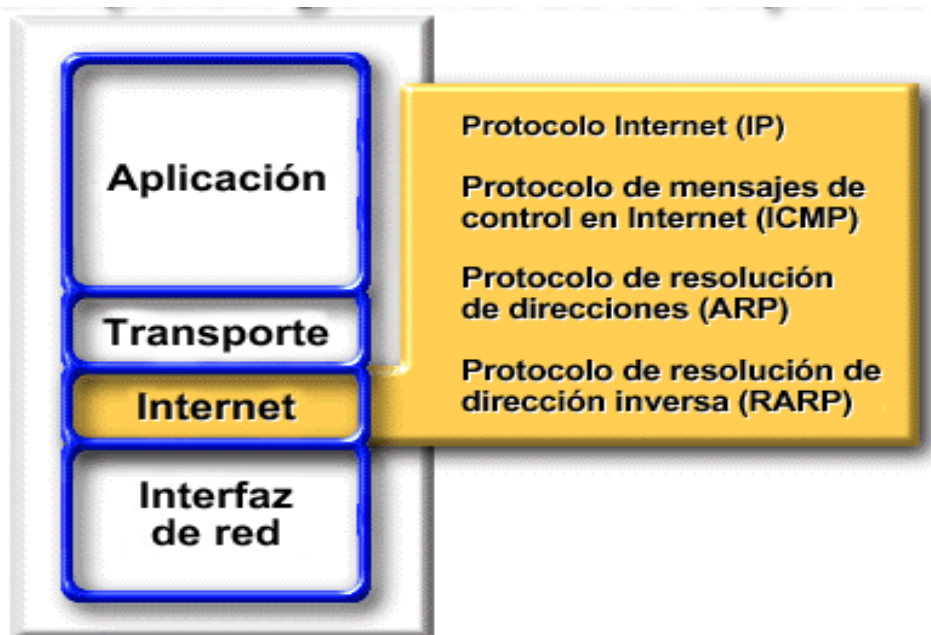 Aplicación
Transporte
Internet
Interfaz
de red
Protocolo Internet (IP)
Protocolo de mensajes de
control en Internet (ICMP)
Protocolo de resolución
de direcciones (ARP)
Protocolo de resolución de
dirección inversa (RARP)